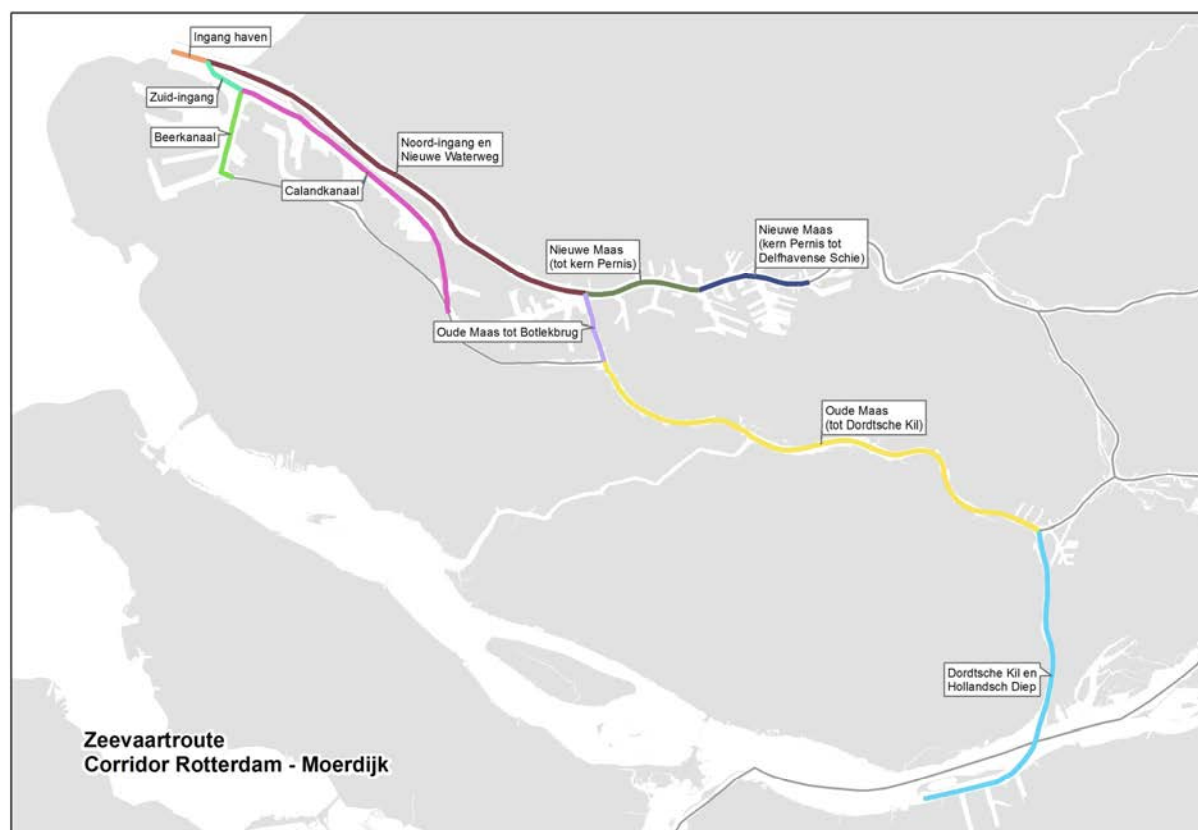 Ingang haven
Zuid-ingang
Beerkanaal
Noord-ingang en
Nieuwe Waterweg
Calandkanaal
Nieuwe Maas
(tot kern Pernis)
Nieuwe Maas
(kern Pernis tot
Delfhavense Schie)
Oude Maas tot Botlekbrug
Oude Maas
(tot Dordtsche Kil)
Dordtsche Kil en
Hollandsch Diep
Zeevaartroute
Corridor Rotterdam - Moerdijk